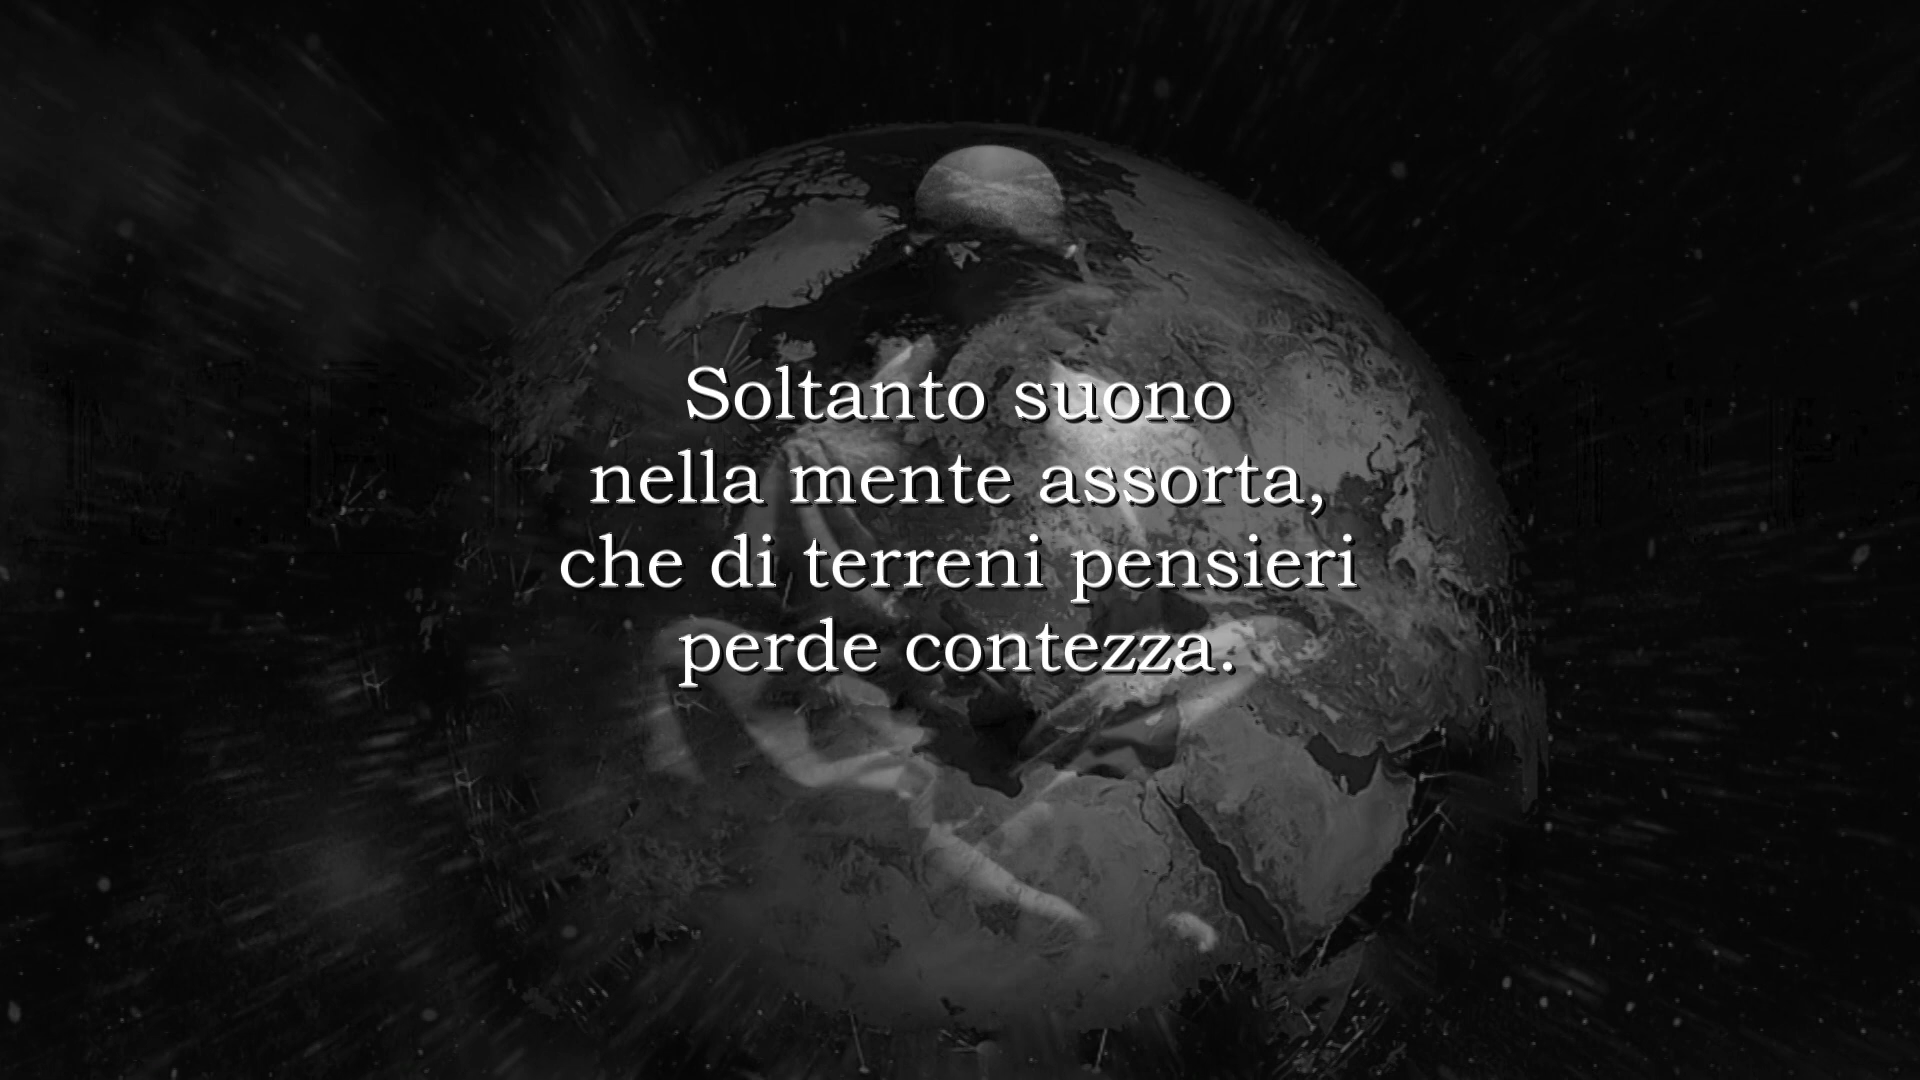 Soltanto suono
nella mente assorta,
che di terreni pensieri
perde contezza.